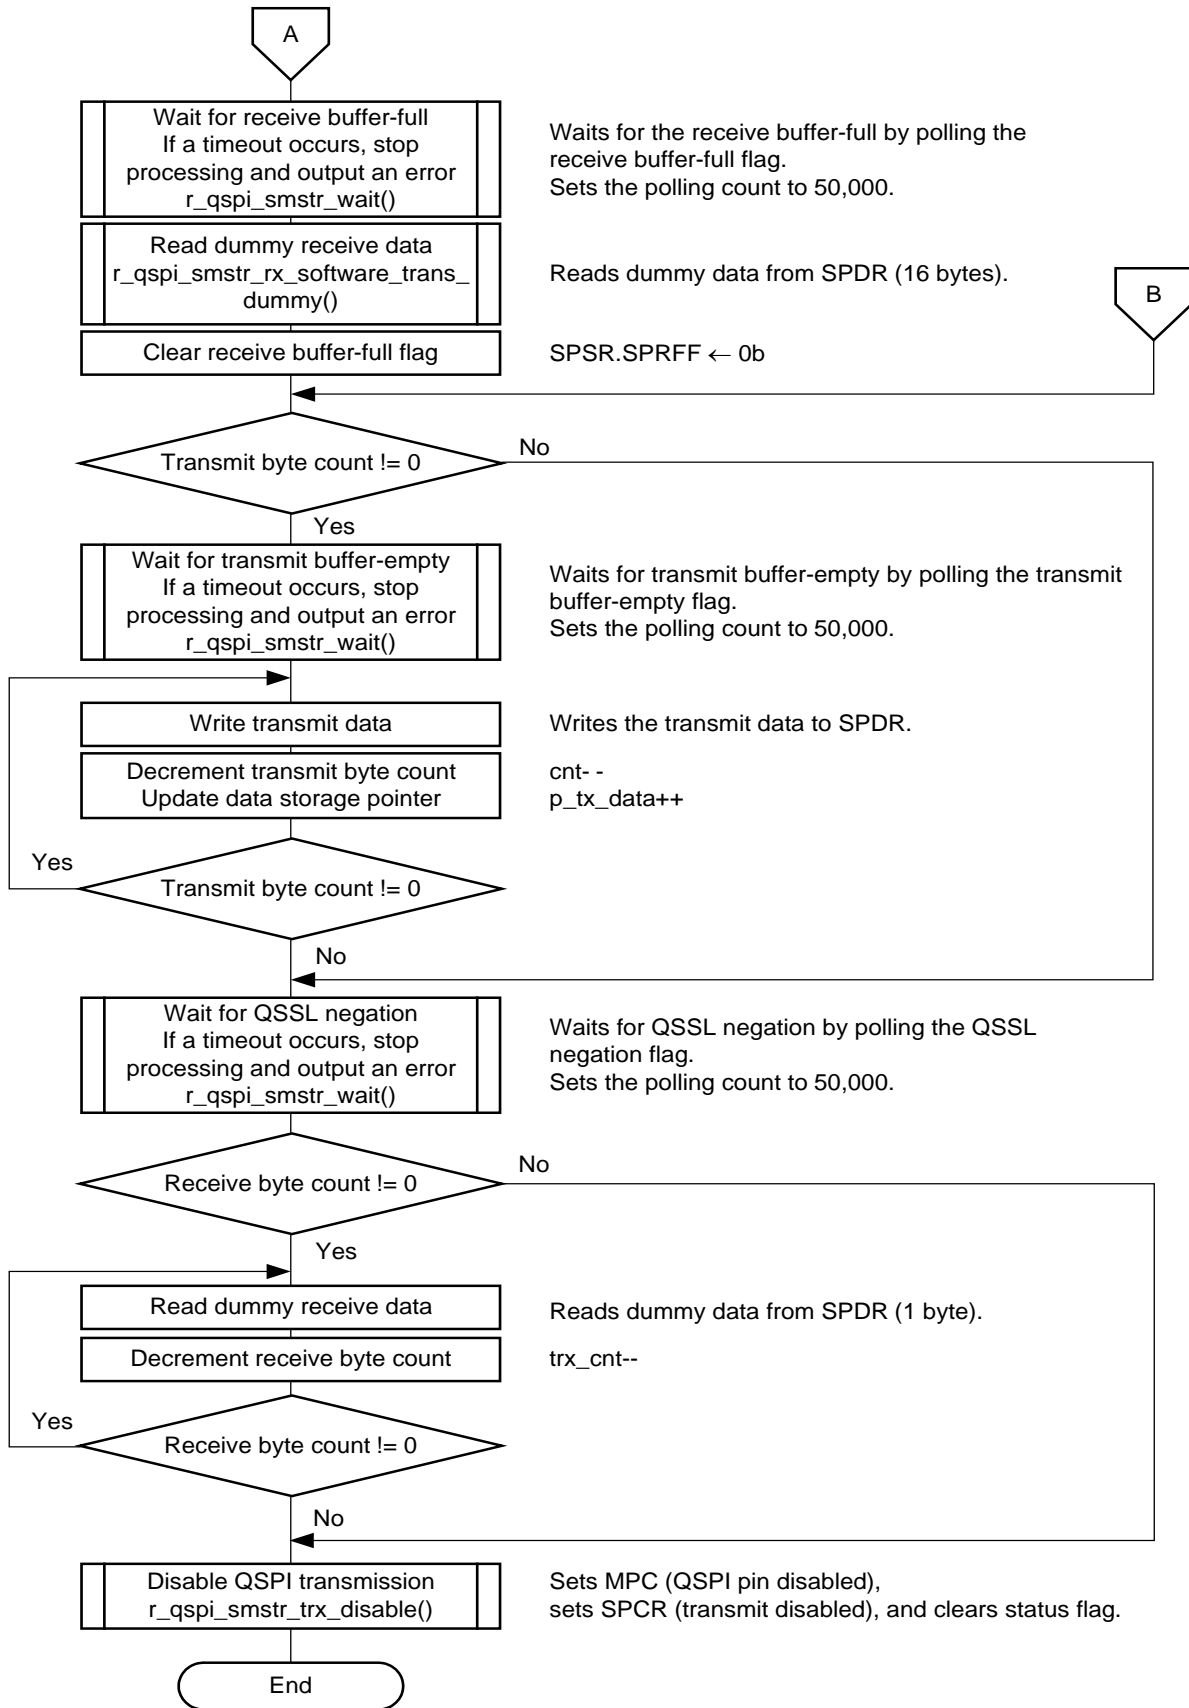 A
Wait for receive buffer-full
If a timeout occurs, stop
processing and output an error
r_qspi_smstr_wait()
Waits for the receive buffer-full by polling the
receive buffer-full flag.
Sets the polling count to 50,000.
Read dummy receive data
r_qspi_smstr_rx_software_trans_
dummy()
Reads dummy data from SPDR (16 bytes).
B
Clear receive buffer-full flag
SPSR.SPRFF ← 0b
Transmit byte count != 0
No
Yes
Wait for transmit buffer-empty
If a timeout occurs, stop
processing and output an error
r_qspi_smstr_wait()
Waits for transmit buffer-empty by polling the transmit
buffer-empty flag.
Sets the polling count to 50,000.
Write transmit data
Writes the transmit data to SPDR.
Decrement transmit byte count
Update data storage pointer
cnt- -
p_tx_data++
Yes
Transmit byte count != 0
No
Wait for QSSL negation
If a timeout occurs, stop
processing and output an error
r_qspi_smstr_wait()
Waits for QSSL negation by polling the QSSL
negation flag.
Sets the polling count to 50,000.
Receive byte count != 0
No
Yes
Read dummy receive data
Reads dummy data from SPDR (1 byte).
Decrement receive byte count
trx_cnt--
Yes
Receive byte count != 0
No
Disable QSPI transmission
r_qspi_smstr_trx_disable()
Sets MPC (QSPI pin disabled),
sets SPCR (transmit disabled), and clears status flag.
End